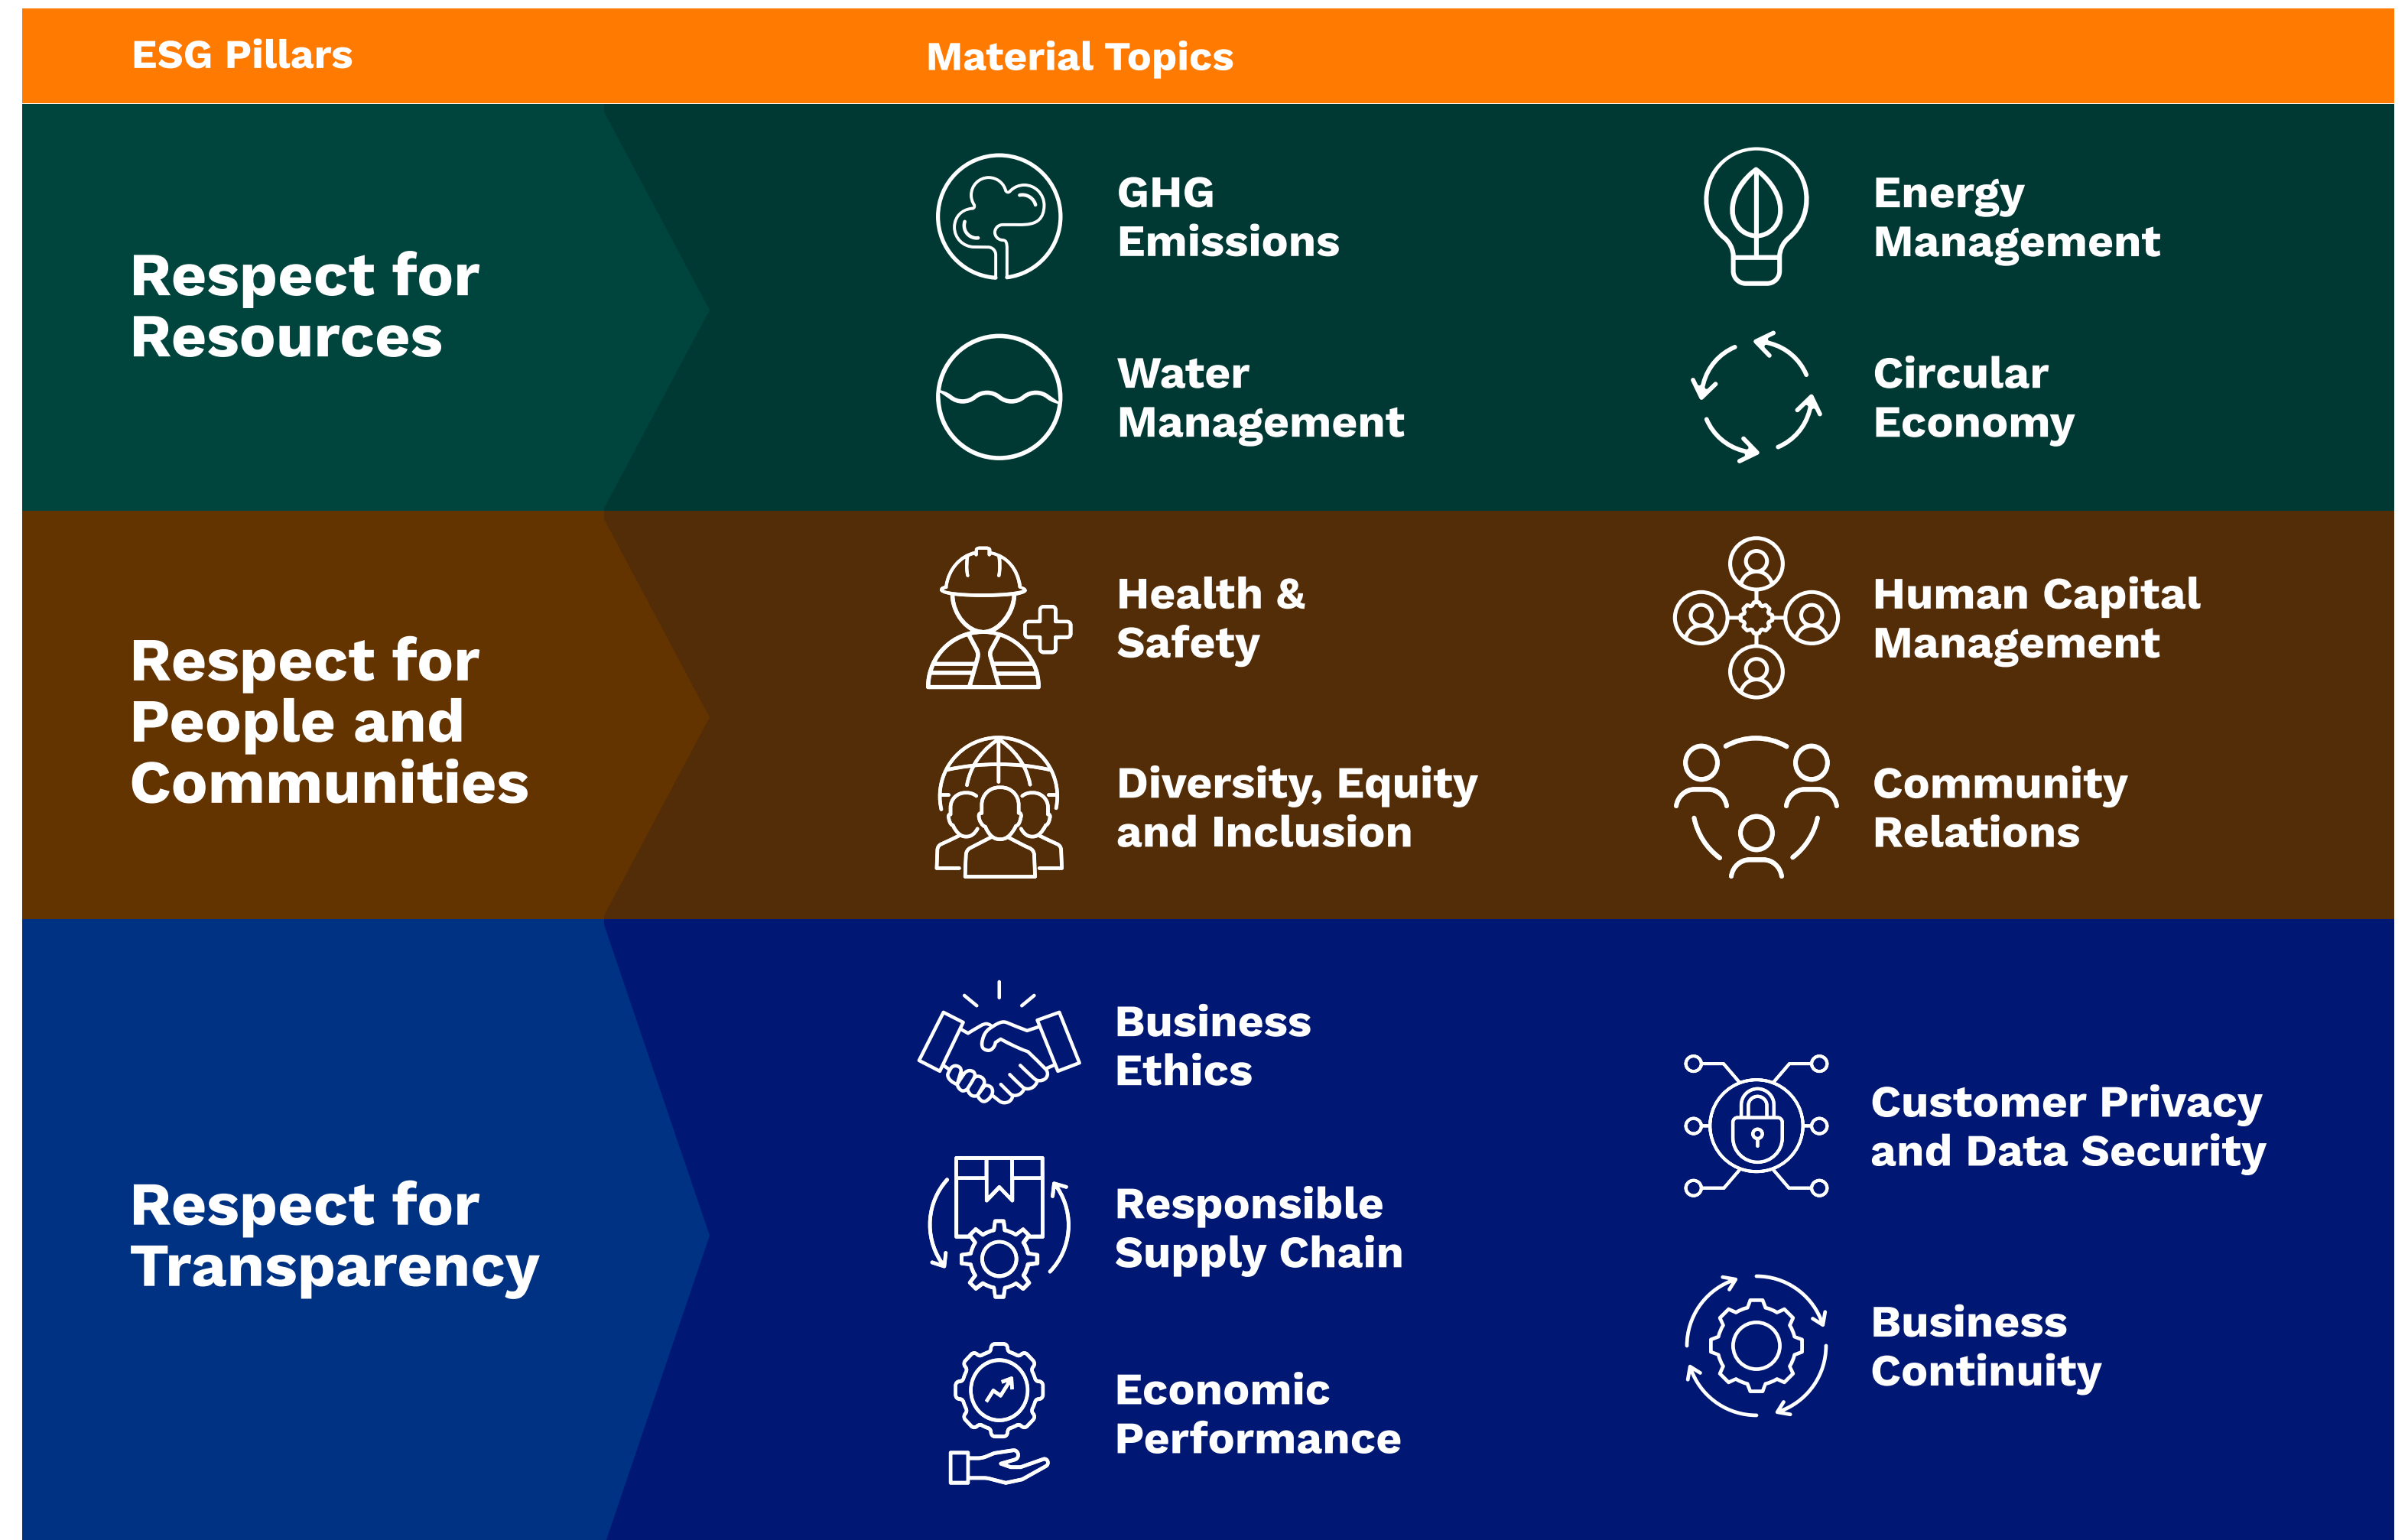 ESG Pillars
Material Topics
Respect for
Resources
GHG
Emissions
Energy
Management
Water
Management
Circular
Economy
Respect for
People and
Communities
Health &
Safety
Human Capital
Management
Diversity, Equity
and Inclusion
Community
Relations
Respect for
Transparency
Business
Ethics
Customer Privacy
and Data Security
Responsible
Supply Chain
Business
Continuity
Economic
Performance